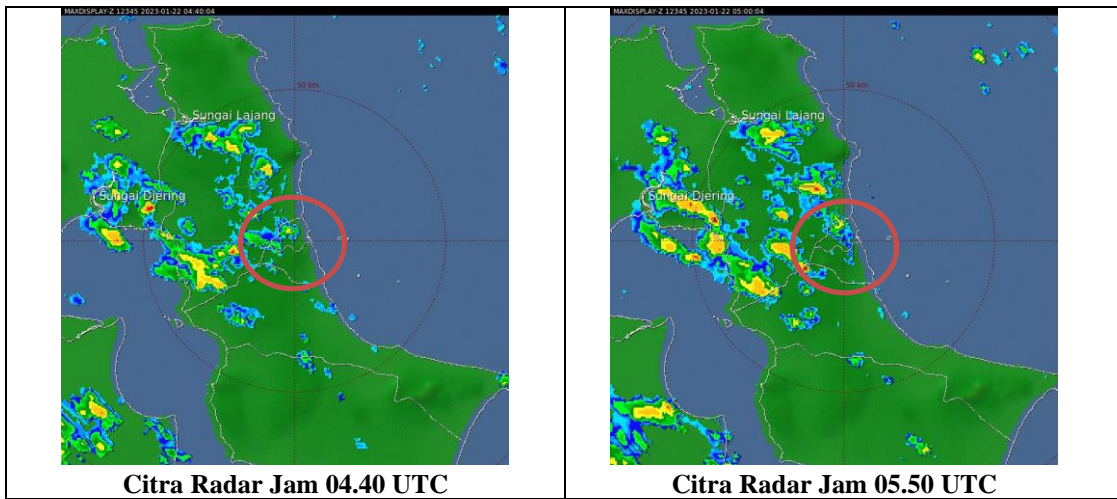 MAXDISPLAY-Z 12345 2023-01-22 04:40:04
50 km
Sungai Lajang
Sungai Djering
Citra Radar Jam 04.40 UTC
MAXDISPLAY-Z 12345 2023-01-22 05:00:04
50 km
Sungai Lajang
Sungai Djering
Citra Radar Jam 05.50 UTC